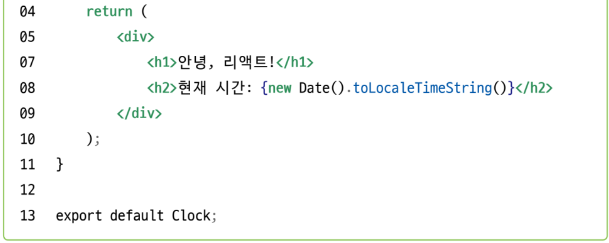 04    return (
05        <div>
07            <h1>안녕, 리액트!</h1>
08            <h2>현재 시간: {new Date().toLocaleTimeString()}</h2>
09        </div>
10    );
11 }
12
13 export default Clock;